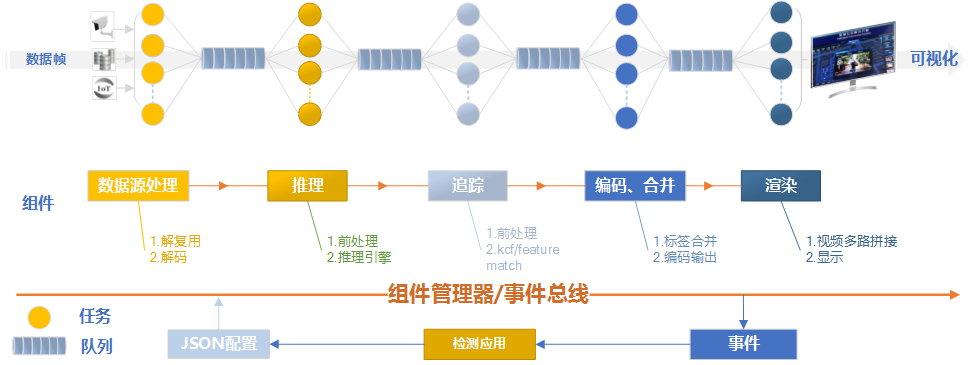 数据帧
IoT
可视化
组件
数据源处理
推理
追踪
编码、合并
渲染
1.解复用
2.解码
1.前处理
2.推理引擎
1.前处理
2.kcf/feature
match
1.标签合并
2.编码输出
1.视频多路拼接
2.显示
组件管理器/事件总线
任务
队列
JSON配置
检测应用
事件